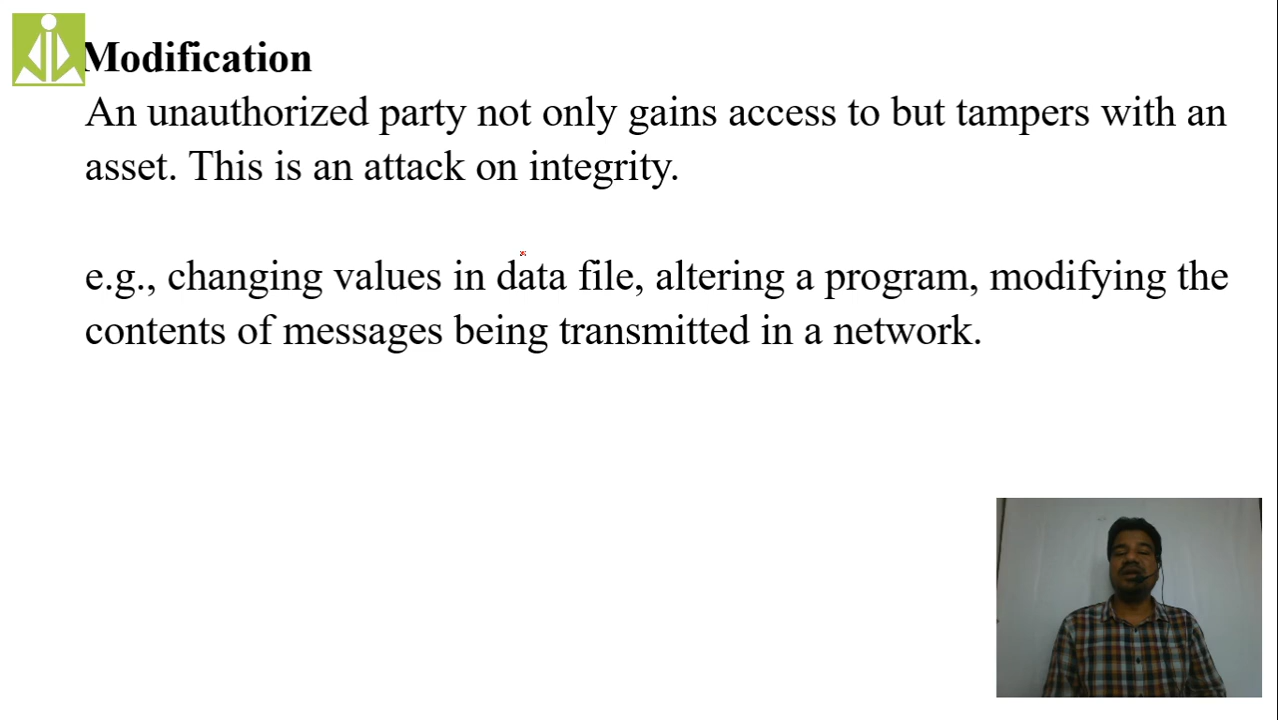 Modification
An unauthorized party not only gains access to but tampers with an
asset. This is an attack on integrity.
e.g., changing values in data file, altering a program, modifying the
contents of messages being transmitted in a network.